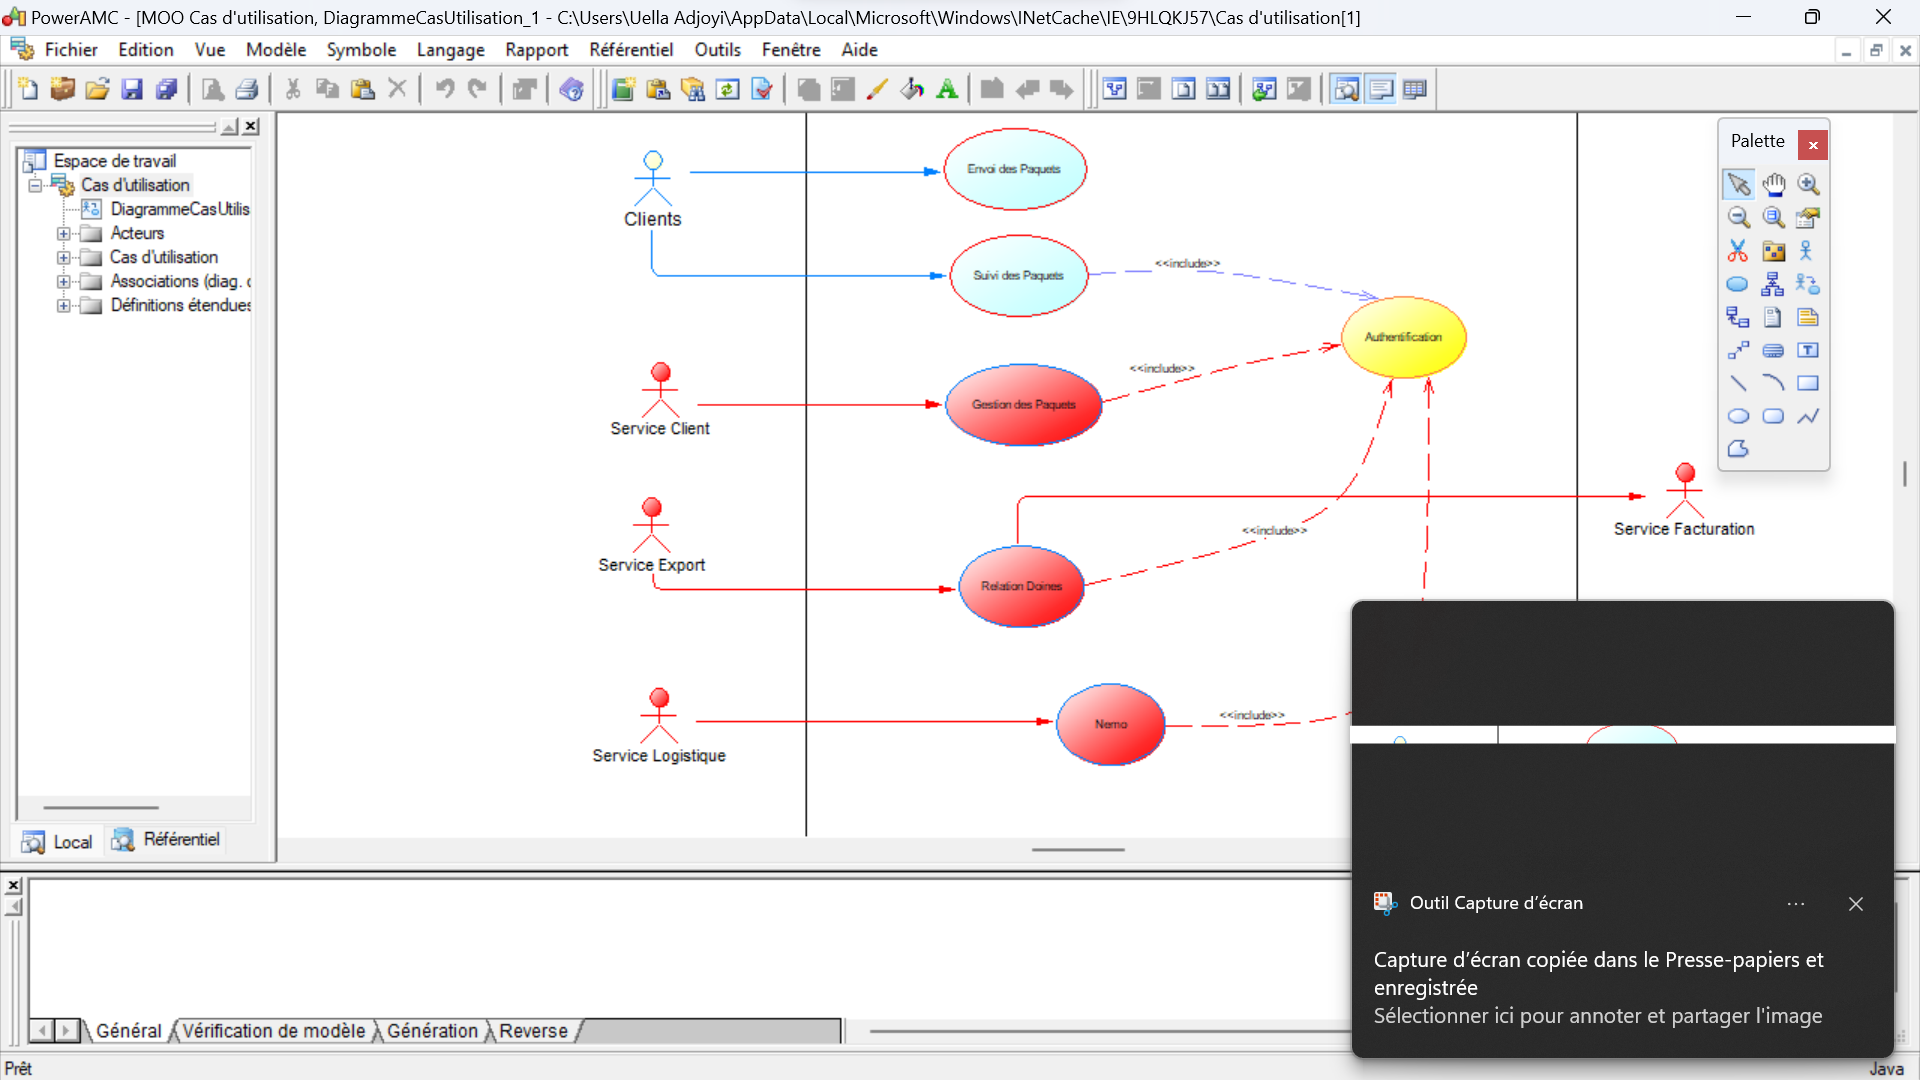 PowerAMC - [MOO Cas d'utilisation, DiagrammeCasUtilisation_1 - C:\Users\Uella Adjoyi\AppData\Local\Microsoft\Windows\INetCache\IE\9HLQKJ57\Cas d'utilisation[1]
Fichier Edition Vue Modèle Symbole Langage Rapport Référentiel Outils Fenêtre Aide
Espace de travail
Cas d'utilisation
DiagrammeCasUtilis
Acteurs
Cas d'utilisation
Associations (diag. c
Définitions étendues
Local Référentiel
Clients
Envoi des Paquets
Suivi des Paquets
<<include>>
Authentification
Service Client
Gestion des Paquets
<<include>>
Service Export
Relation Doines
<<include>>
Service Facturation
Service Logistique
Nemo
<<include>>
Palette
Outil Capture d'écran
Capture d'écran copiée dans le Presse-papiers et
enregistrée
Sélectionner ici pour annoter et partager l'image
Général Vérification de modèle Génération Reverse
Prêt
Java